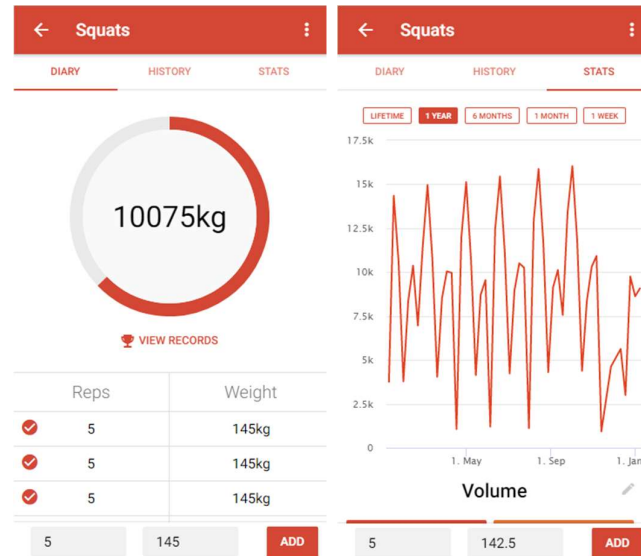 Squats
DIARY HISTORY STATS
10075kg
VIEW RECORDS
Reps Weight
5 145kg
5 145kg
5 145kg
5 145 ADD
Squats
DIARY HISTORY STATS
LIFETIME 1 YEAR 6 MONTHS 1 MONTH 1 WEEK
17.5k
15k
12.5k
10k
7.5k
5k
2.5k
0
1. May 1. Sep 1. Jan
Volume
5 142.5 ADD